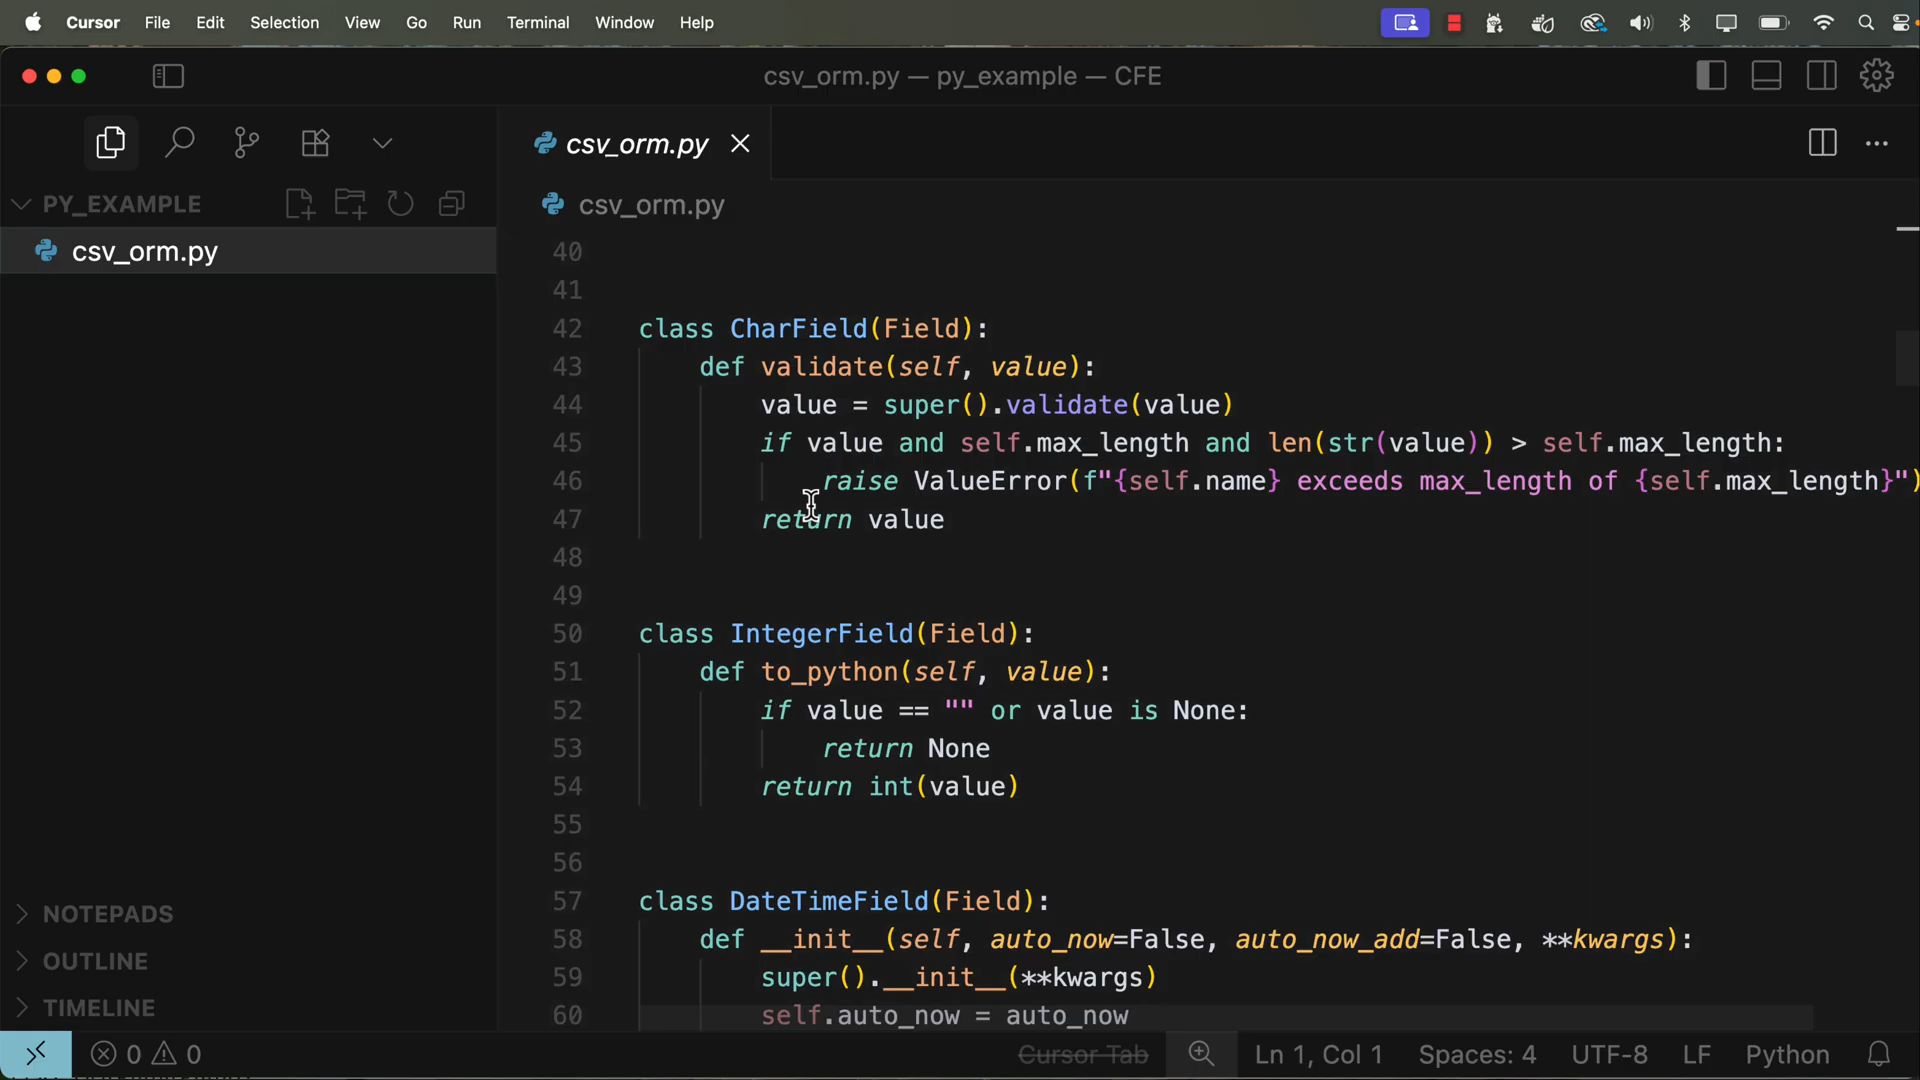 Cursor File Edit Selection View Go Run Terminal Window Help
csv_orm.py — py_example — CFE
csv_orm.py
PY_EXAMPLE
csv_orm.py
csv_orm.py
40
41
42 class CharField(Field):
43 def validate(self, value):
44 value = super().validate(value)
45 if value and self.max_length and len(str(value)) > self.max_length:
46 raise ValueError(f"{self.name} exceeds max_length of {self.max_length}")
47 return value
48
49
50 class IntegerField(Field):
51 def to_python(self, value):
52 if value == "" or value is None:
53 return None
54 return int(value)
55
56
57 class DateTimeField(Field):
58 def __init__(self, auto_now=False, auto_now_add=False, **kwargs):
59 super().__init__(**kwargs)
60 self.auto_now = auto_now
NOTEPADS
OUTLINE
TIMELINE
0 0 Cursor Tab Ln 1, Col 1 Spaces: 4 UTF-8 LF Python